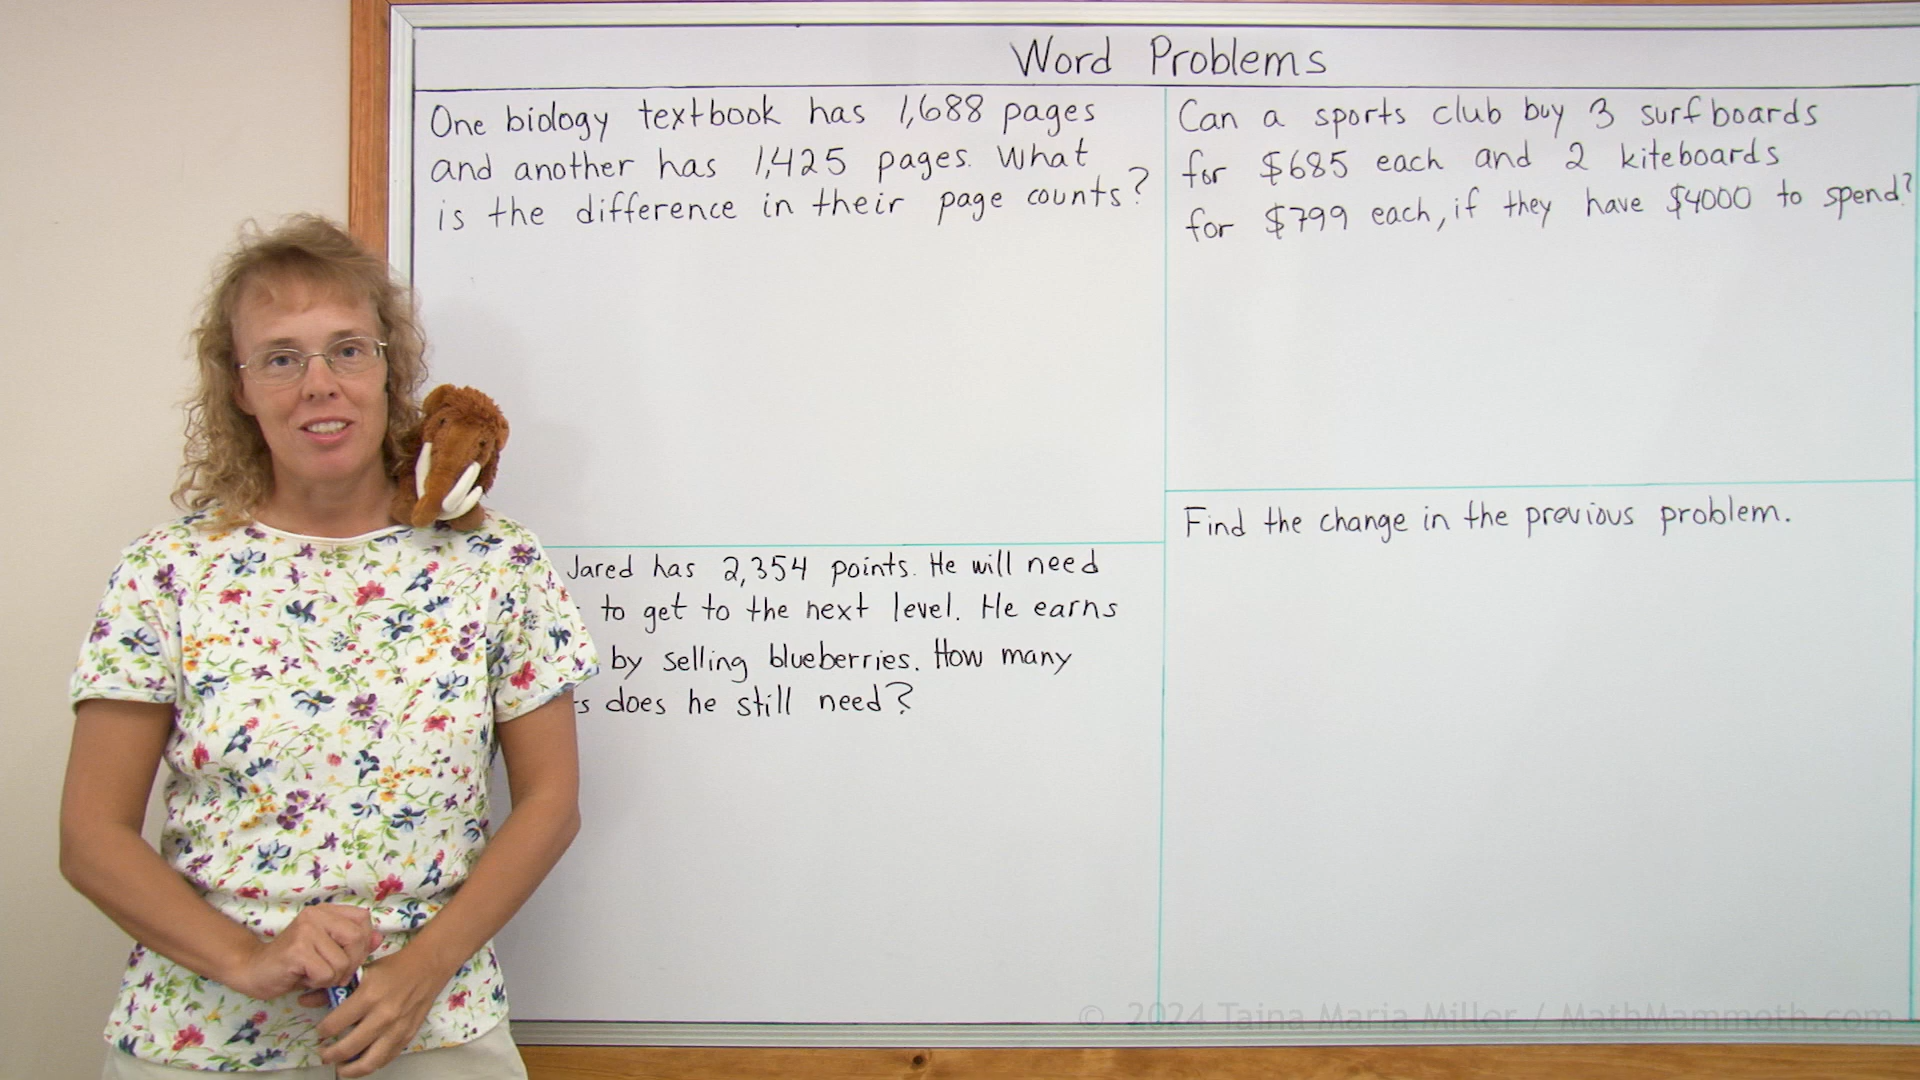 Word Problems
One biology textbook has 1,688 pages
and another has 1,425 pages. What
is the difference in their page counts?
Can a sports club buy 3 surfboards
for $685 each and 2 kiteboards
for $799 each, if they have $4000 to spend?
Jared has 2,354 points. He will need
to get to the next level. He earns
by selling blueberries. How many
does he still need?
Find the change in the previous problem.
© 2024 Taina Maria Miller / MathMammoth.com